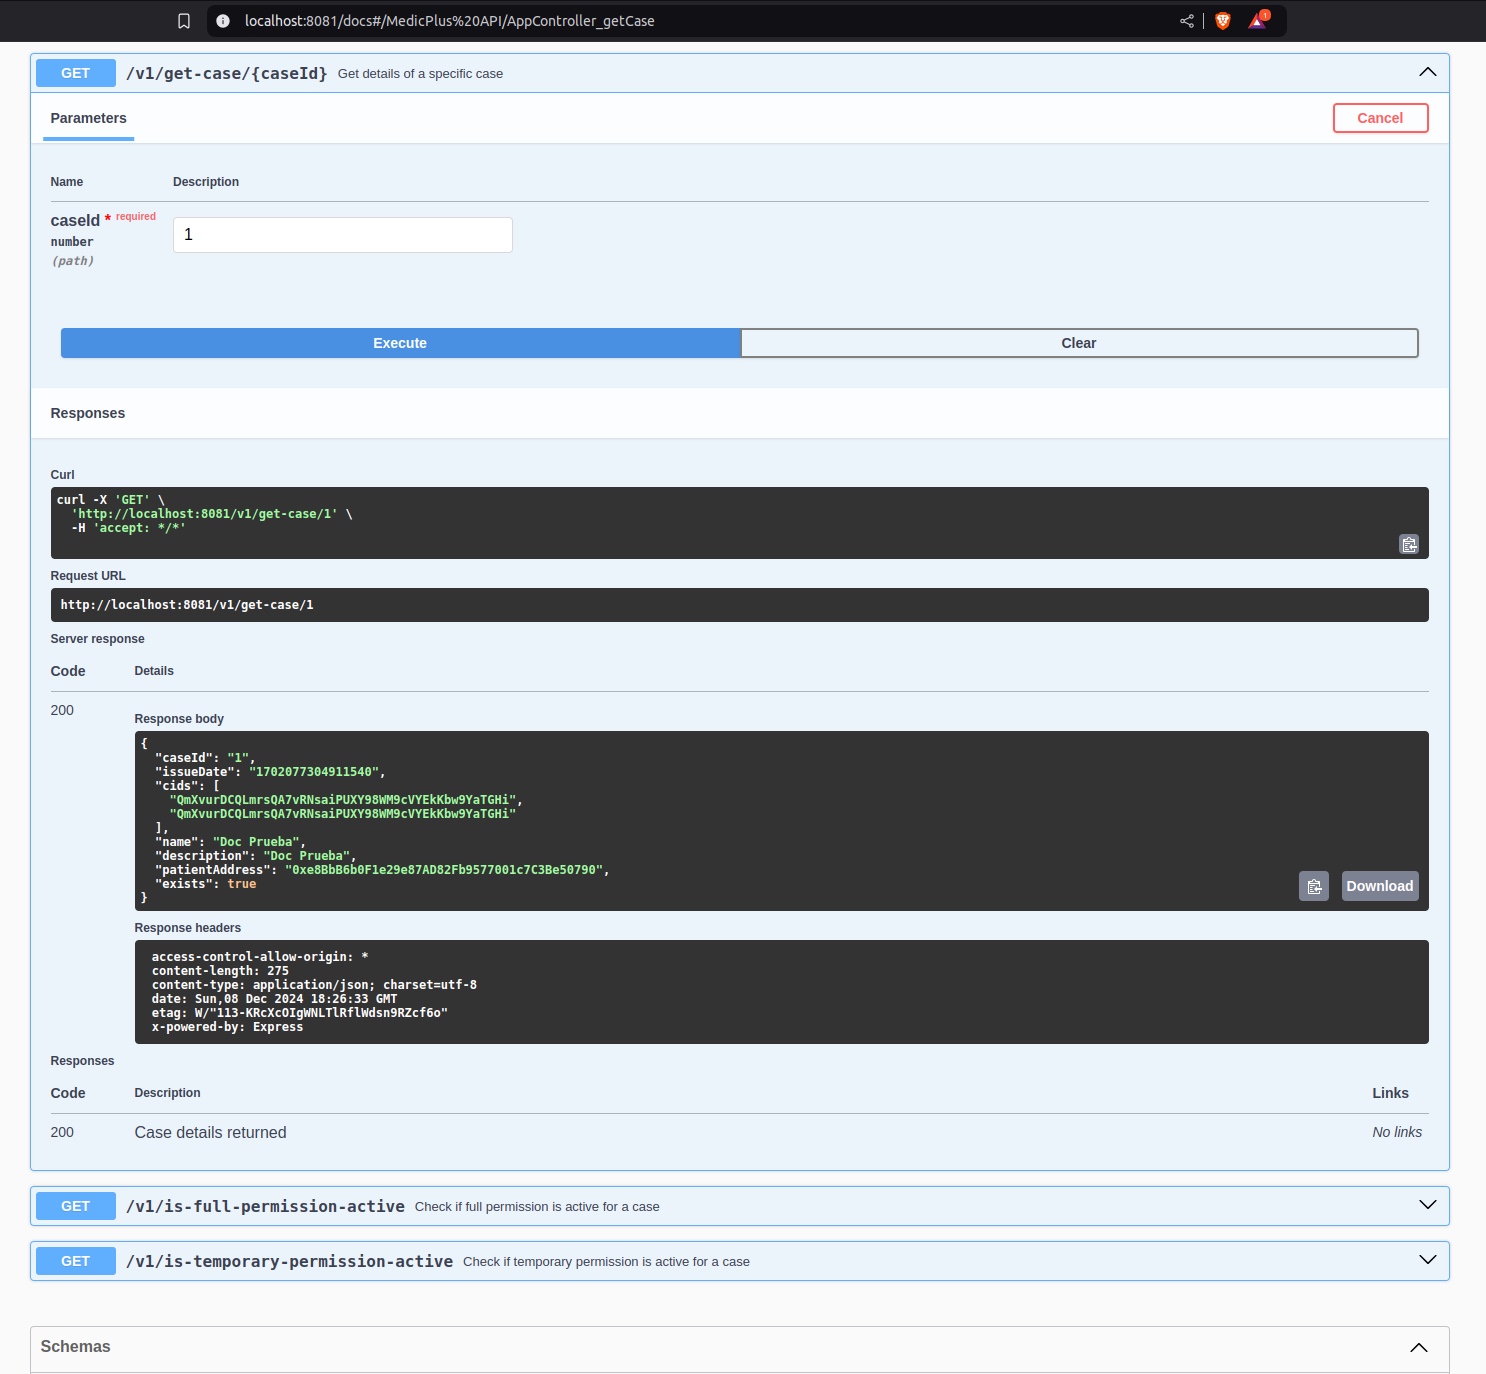 localhost:8081/docs#/MedicPlus%20API/AppController_getCase
1
GET /v1/get-case/{caseId} Get details of a specific case
Parameters
Cancel
Name Description
caseId * required
number
(path)
1
Execute
Clear
Responses
Curl
curl -X 'GET' \
'http://localhost:8081/v1/get-case/1' \
-H 'accept: */*'
Request URL
http://localhost:8081/v1/get-case/1
Server response
Code Details
200
Response body
{
"caseId": "1",
"issueDate": "1702077304911540",
"cids": [
"QmXvurDCQLmrsQA7vRNsaiPUXY98WM9cVYEkKbw9YaTGHi",
"QmXvurDCQLmrsQA7vRNsaiPUXY98WM9cVYEkKbw9YaTGHi"
],
"name": "Doc Prueba",
"description": "Doc Prueba",
"patientAddress": "0xe8BbB6b0F1e29e87AD82Fb9577001c7C3Be50790",
"exists": true
}
Download
Response headers
access-control-allow-origin: *
content-length: 275
content-type: application/json; charset=utf-8
date: Sun,08 Dec 2024 18:26:33 GMT
etag: W/"113-KRcXcOIgWNLTlRflWdsn9RZcf6o"
x-powered-by: Express
Responses
Code Description Links
200 Case details returned No links
GET /v1/is-full-permission-active Check if full permission is active for a case
GET /v1/is-temporary-permission-active Check if temporary permission is active for a case
Schemas